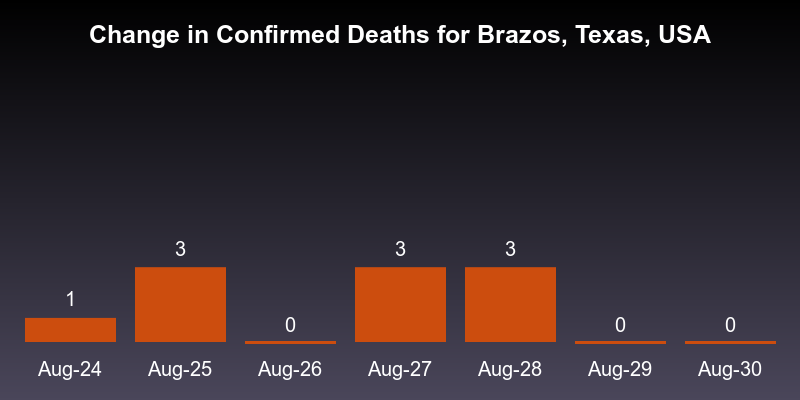 Change in Confirmed Deaths for Brazos, Texas, USA
1 3 0 3 3 0 0
Aug-24 Aug-25 Aug-26 Aug-27 Aug-28 Aug-29 Aug-30